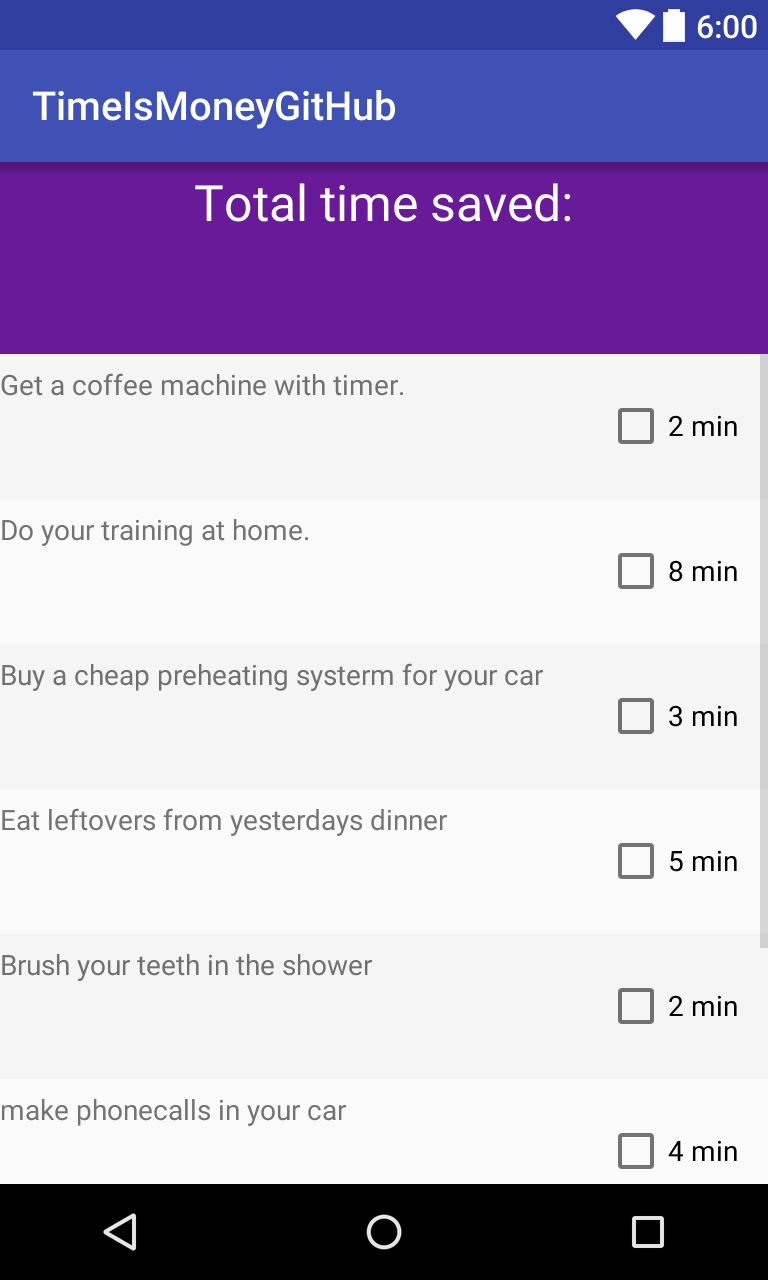 6:00
TimeIsMoneyGitHub
Total time saved:
Get a coffee machine with timer.
2 min
Do your training at home.
8 min
Buy a cheap preheating systerm for your car
3 min
Eat leftovers from yesterdays dinner
5 min
Brush your teeth in the shower
2 min
make phonecalls in your car
4 min